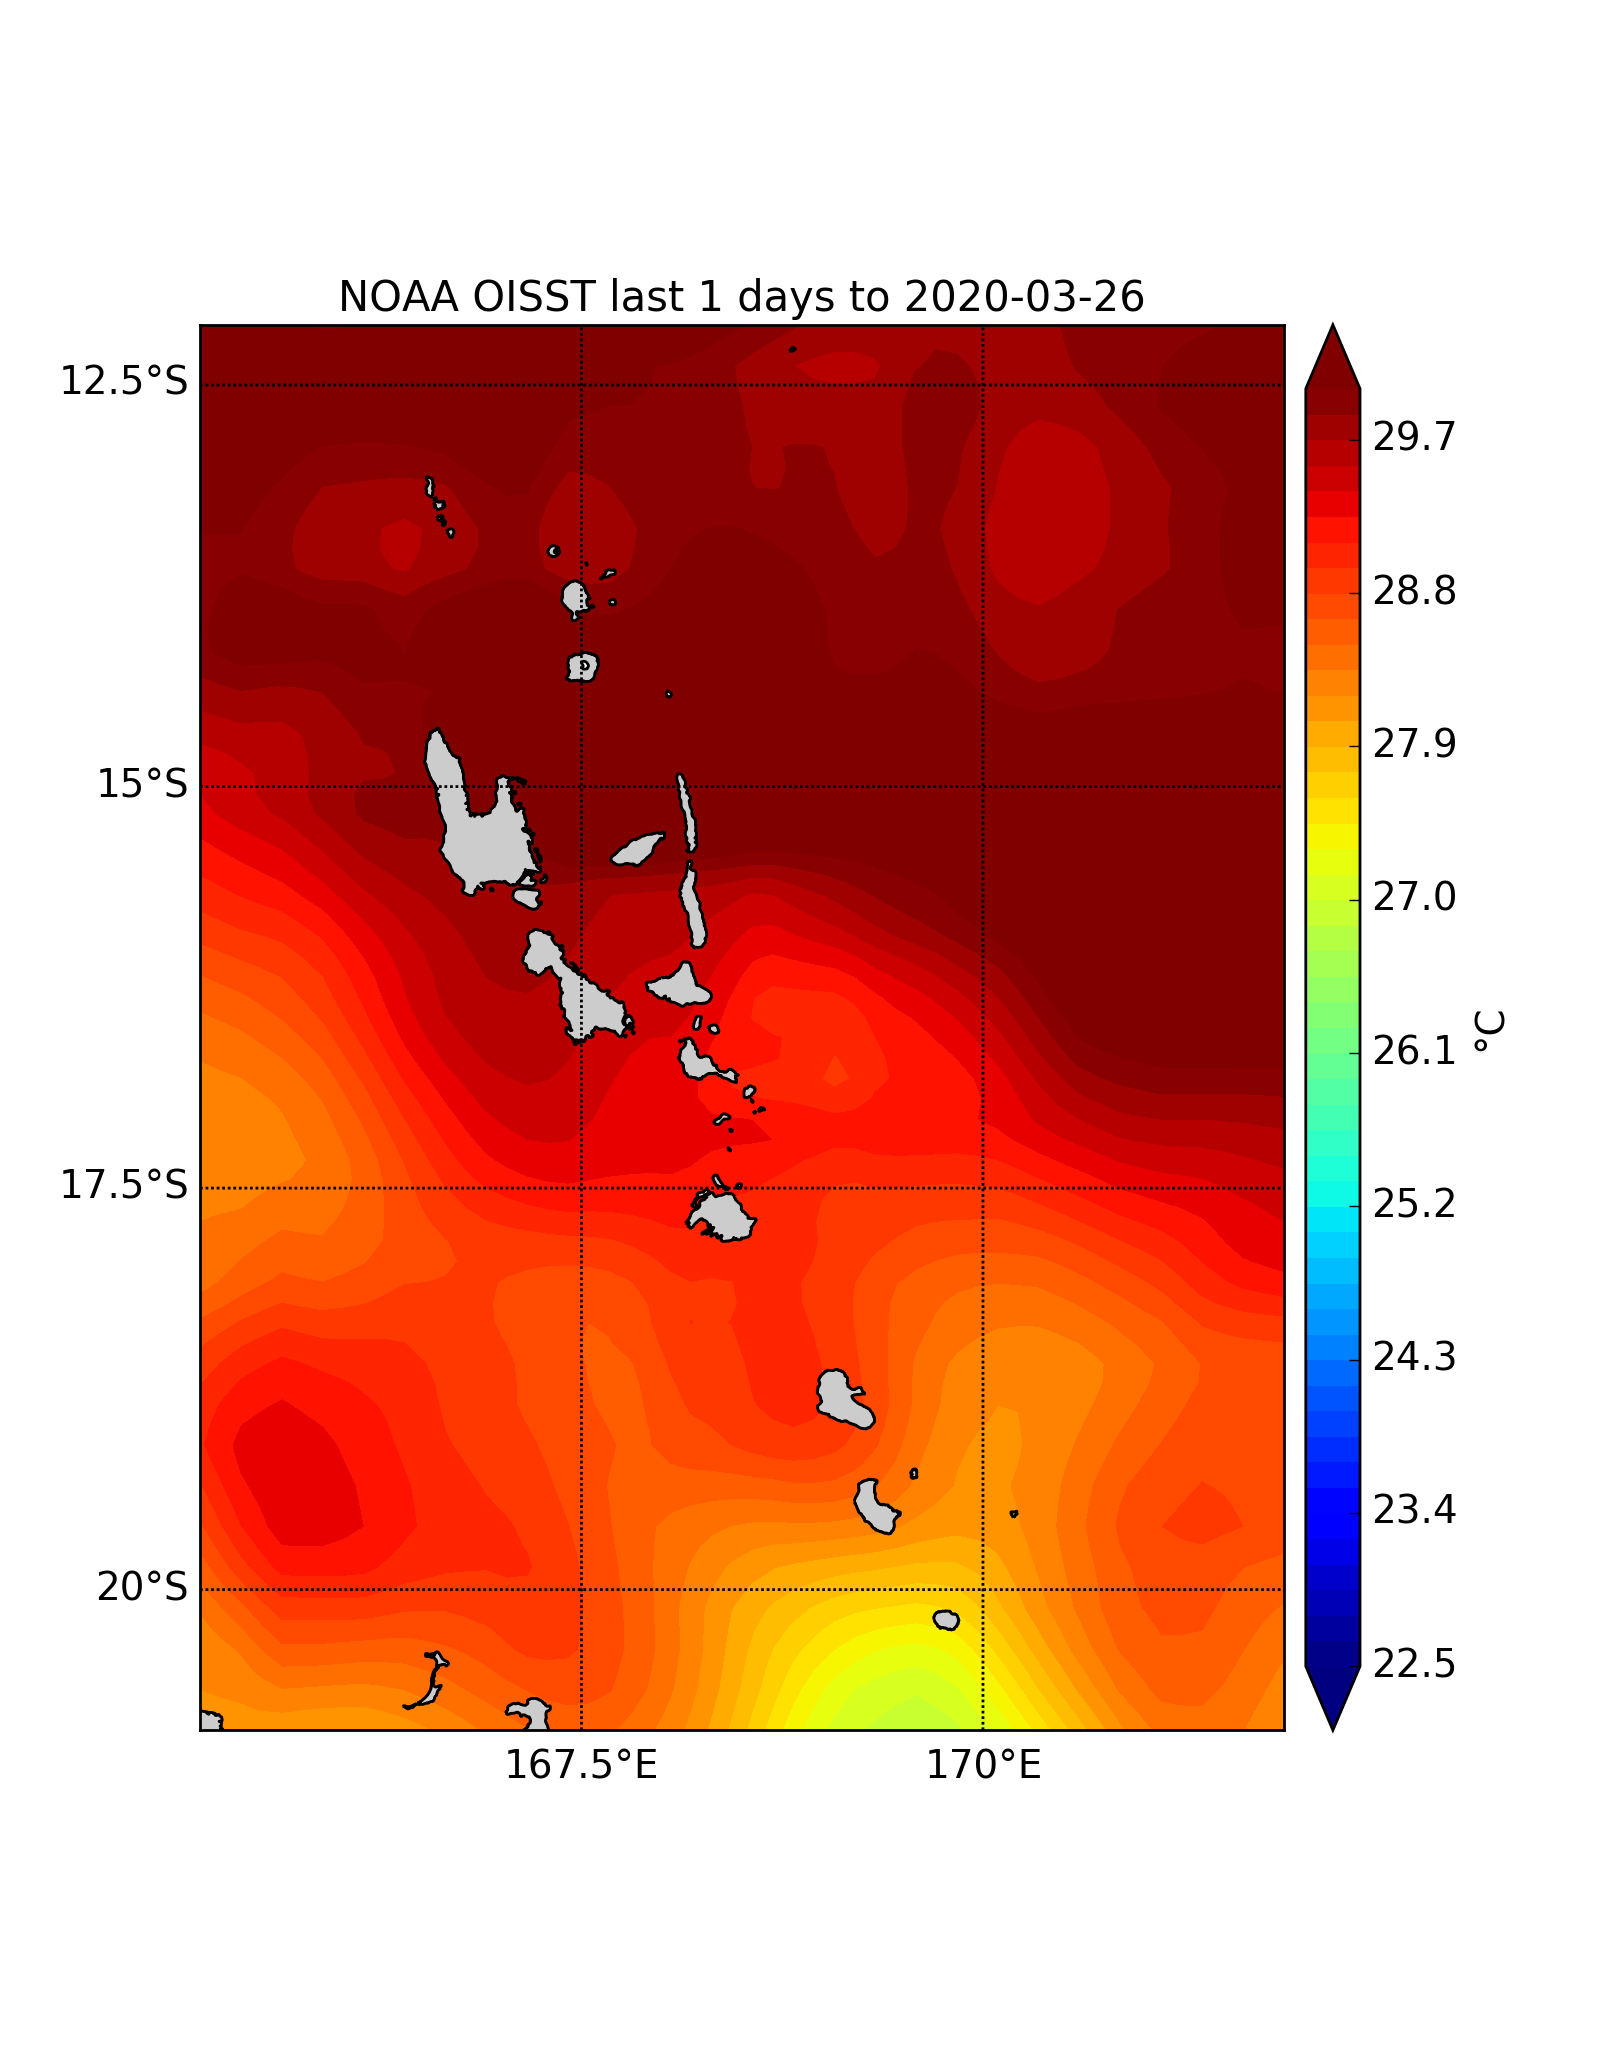 NOAA OISST last 1 days to 2020-03-26
12.5°S
15°S
17.5°S
20°S
167.5°E
170°E
29.7
28.8
27.9
27.0
26.1
25.2
24.3
23.4
22.5
°C